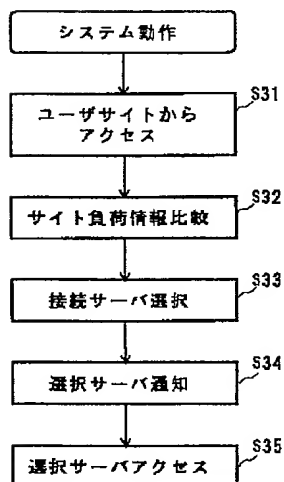 システム動作
S31
ユーザサイトから
アクセス
S32
サイト負荷情報比較
S33
接続サーバ選択
S34
選択サーバ通知
S35
選択サーバアクセス